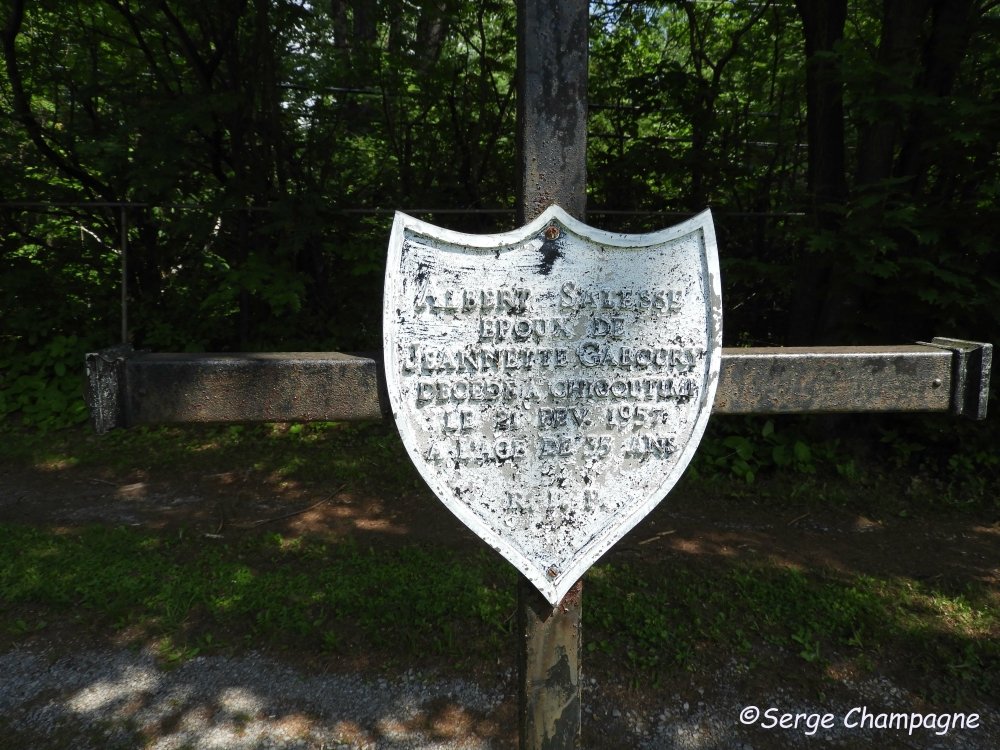 ALBERT SALESSE
EPOUX DE
JEANNETTE GABOURY
DECEDE A CHICOUTIMI
LE 21 FEV. 1957
A L'AGE DE 35 ANS
R.I.P.
©Serge Champagne